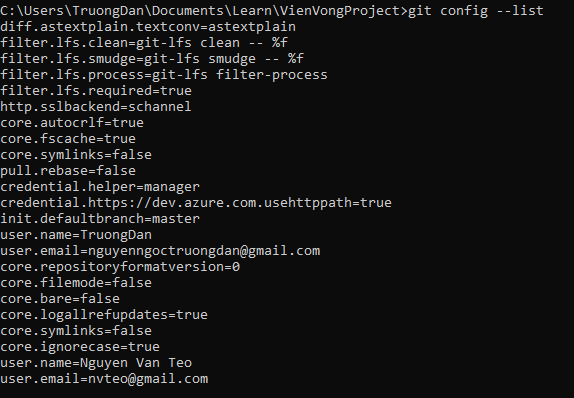 C:\Users\TruongDan\Documents\Learn\VienVongProject>git config --list
diff.astextplain.textconv=astextplain
filter.lfs.clean=git-lfs clean -- %f
filter.lfs.smudge=git-lfs smudge -- %f
filter.lfs.process=git-lfs filter-process
filter.lfs.required=true
http.sslbackend=schannel
core.autocrlf=true
core.fscache=true
core.symlinks=false
pull.rebase=false
credential.helper=manager
credential.https://dev.azure.com.usehttppath=true
init.defaultbranch=master
user.name=TruongDan
user.email=nguyenngoctruongdan@gmail.com
core.repositoryformatversion=0
core.filemode=false
core.bare=false
core.logallrefupdates=true
core.symlinks=false
core.ignorecase=true
user.name=Nguyen Van Teo
user.email=nvteo@gmail.com